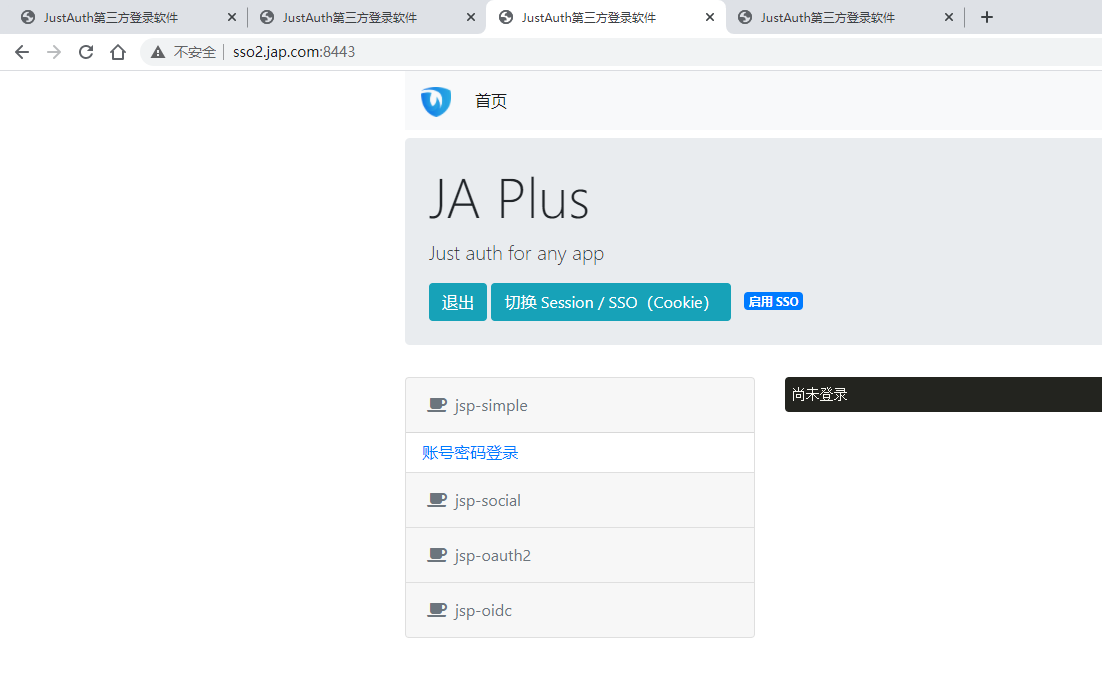 JustAuth第三方登录软件
JustAuth第三方登录软件
JustAuth第三方登录软件
JustAuth第三方登录软件
不安全 sso2.jap.com:8443
首页
JA Plus
Just auth for any app
退出 切换 Session / SSO（Cookie） 启用 SSO
jsp-simple
账号密码登录
jsp-social
jsp-oauth2
jsp-oidc
尚未登录